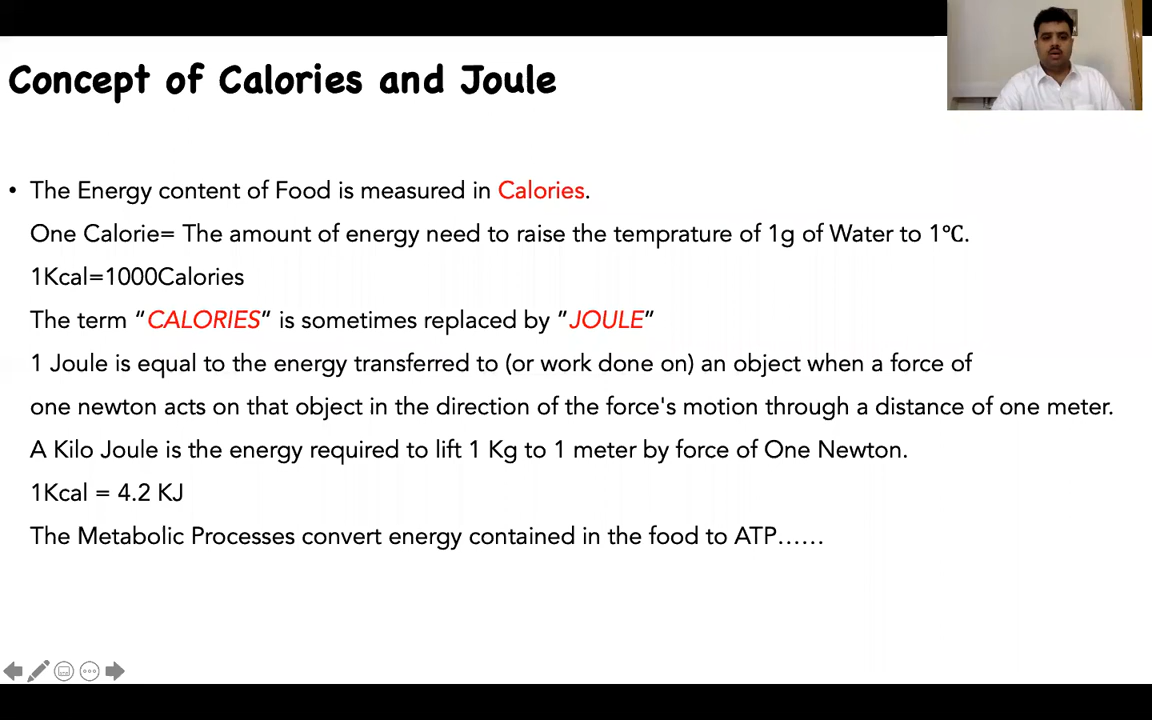 Concept of Calories and Joule
• The Energy content of Food is measured in Calories.
One Calorie= The amount of energy need to raise the temprature of 1g of Water to 1℃.
1Kcal=1000Calories
The term “CALORIES” is sometimes replaced by ”JOULE”
1 Joule is equal to the energy transferred to (or work done on) an object when a force of
one newton acts on that object in the direction of the force's motion through a distance of one meter.
A Kilo Joule is the energy required to lift 1 Kg to 1 meter by force of One Newton.
1Kcal = 4.2 KJ
The Metabolic Processes convert energy contained in the food to ATP……